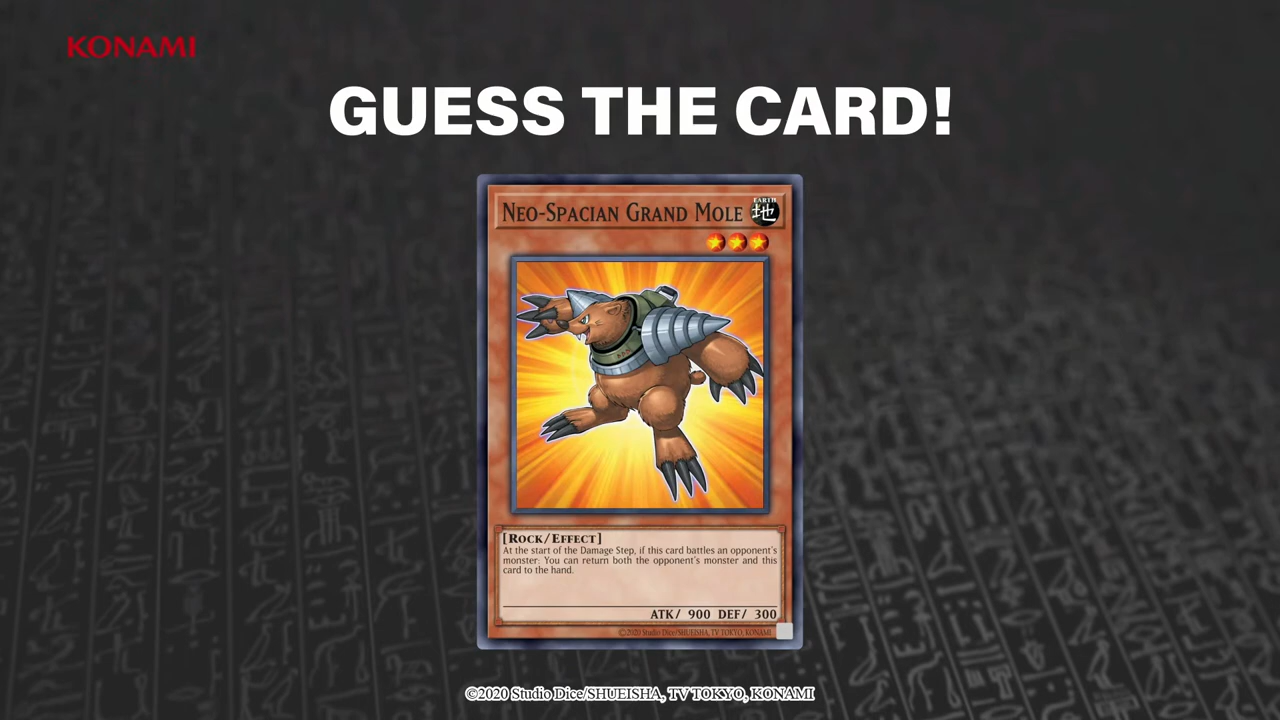 KONAMI
GUESS THE CARD!
NEO-SPACIAN GRAND MOLE
EARTH
地
[ROCK/EFFECT]
At the start of the Damage Step, if this card battles an opponent's
monster: You can return both the opponent's monster and this
card to the hand.
ATK/ 900 DEF/ 300
©2020 Studio Dice/SHUEISHA, TV TOKYO, KONAMI
©2020 Studio Dice/SHUEISHA, TV TOKYO, KONAMI